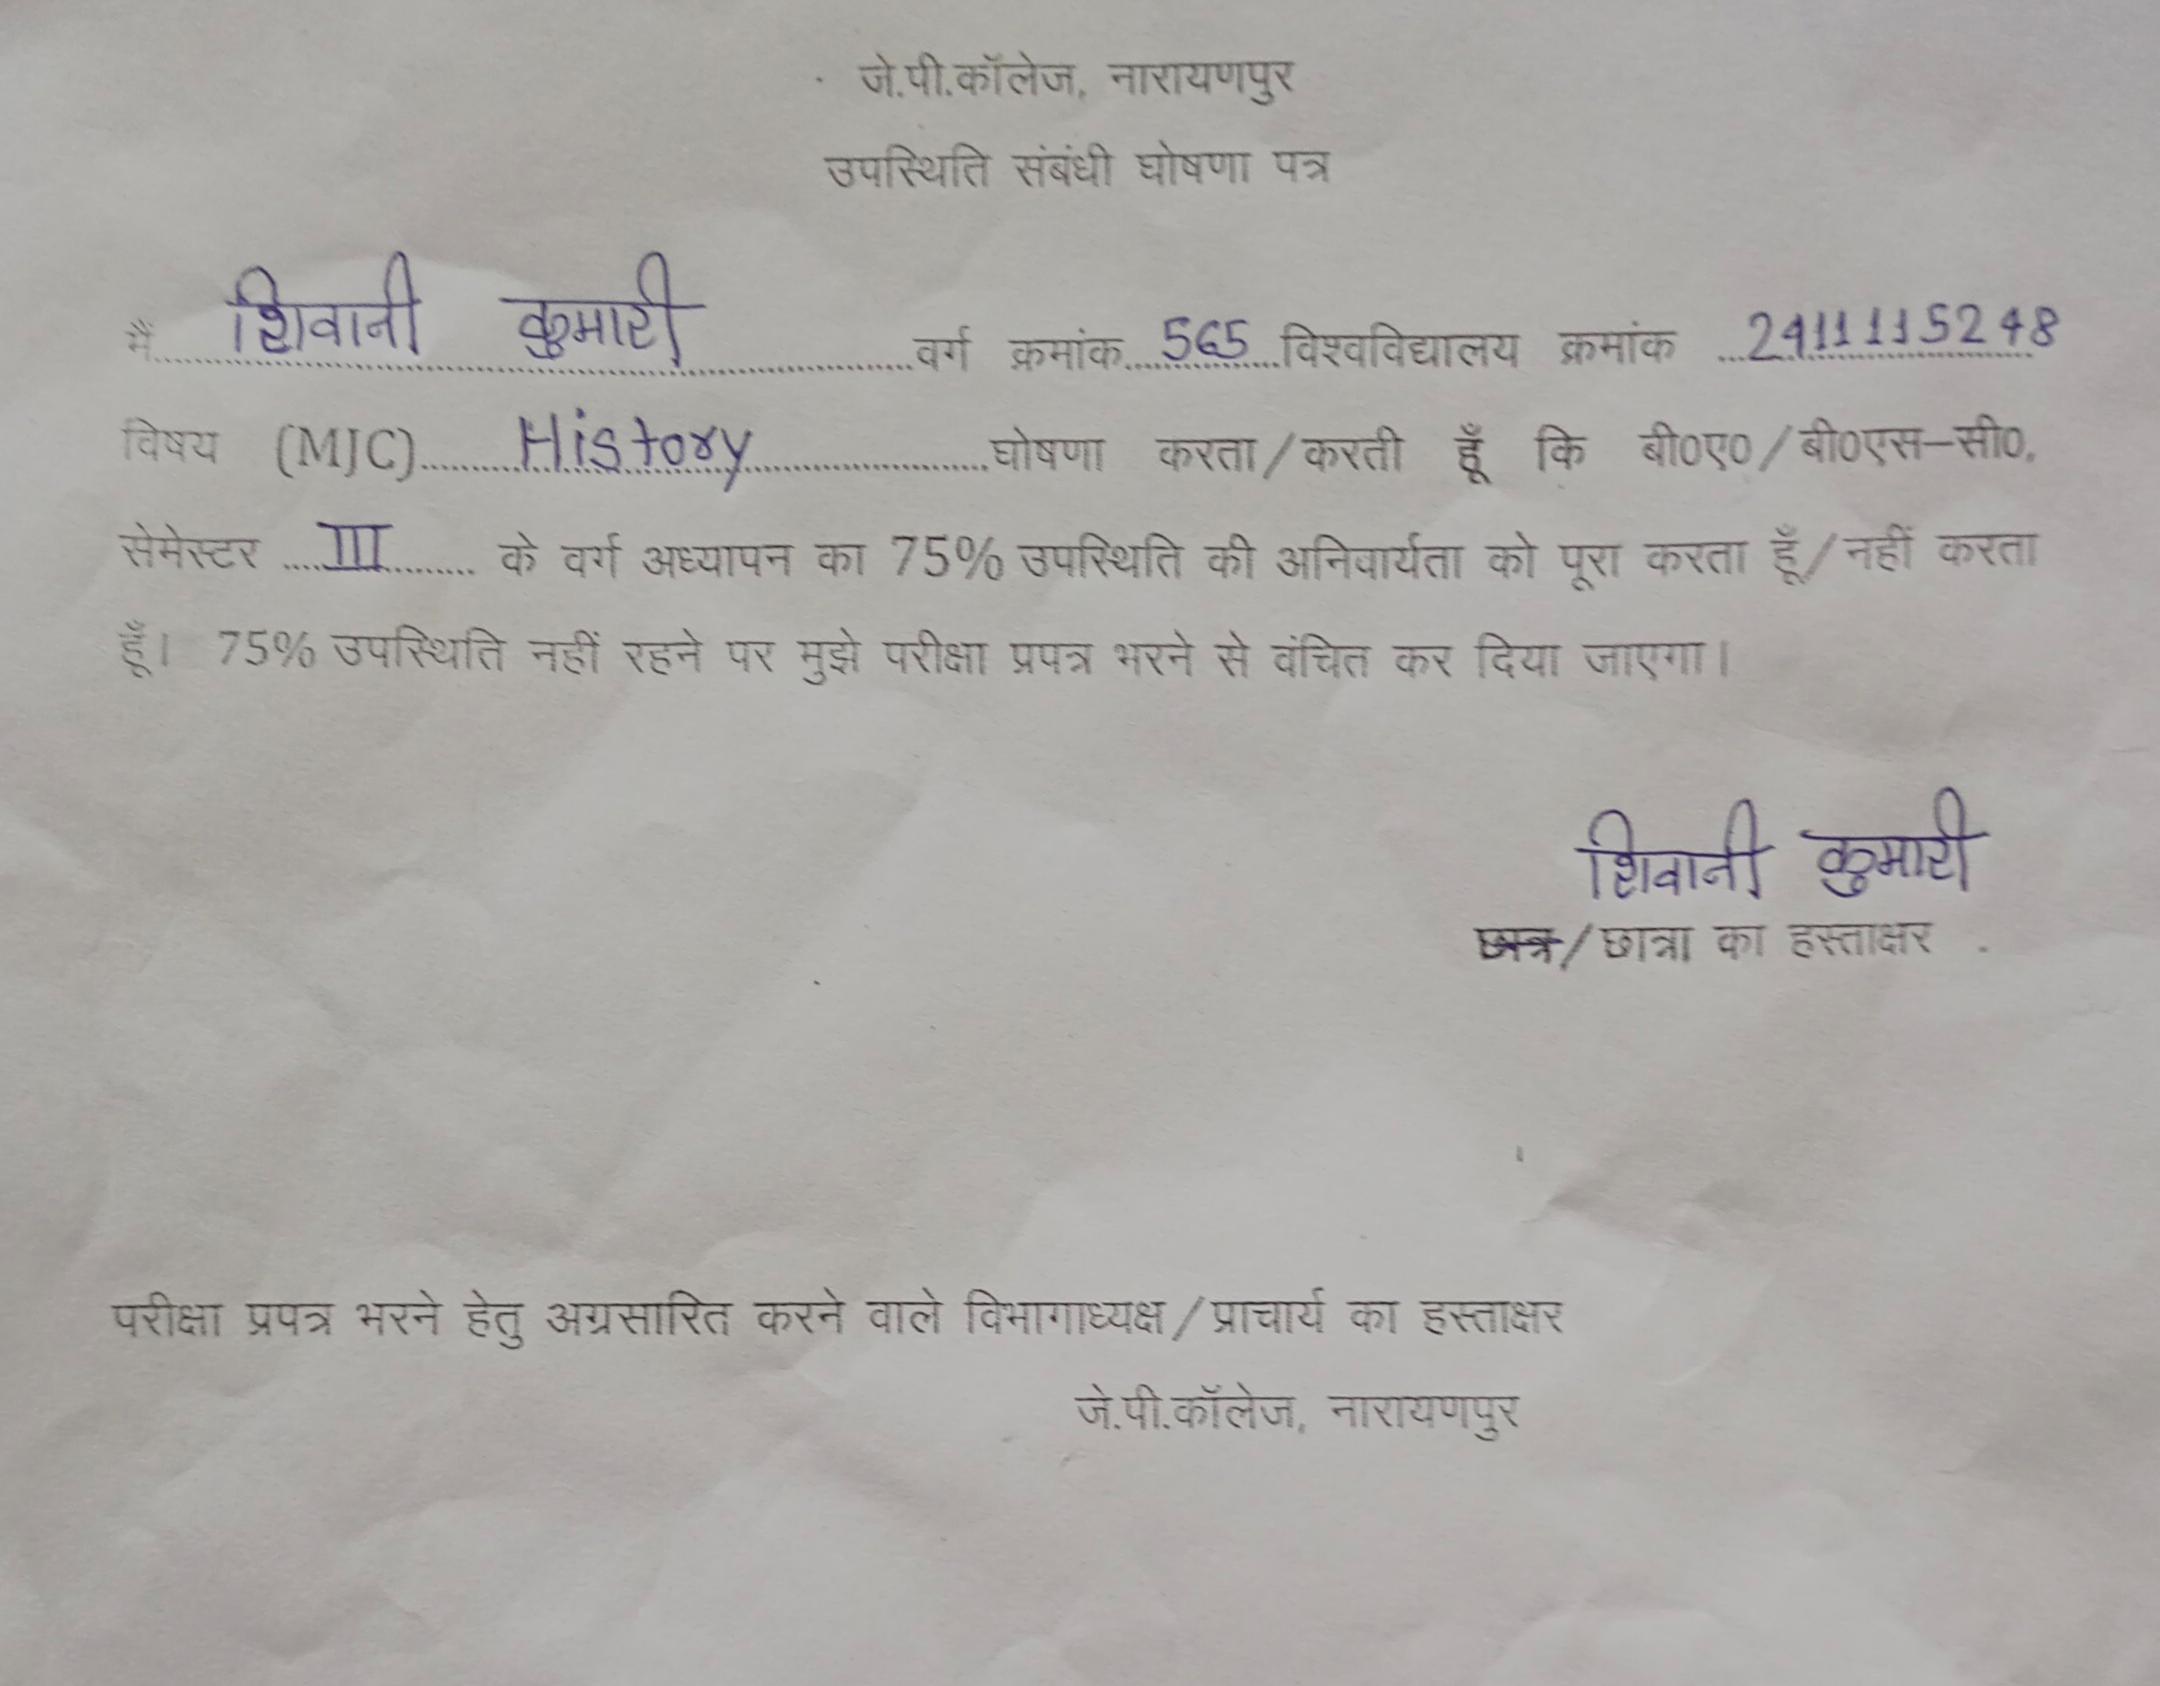 जे.पी.कॉलेज, नारायणपुर
उपस्थिति संबंधी घोषणा पत्र
मैं शिवानी कुमारी वर्ग क्रमांक 565 विश्वविद्यालय क्रमांक 2411115248
विषय (MJC) History घोषणा करता/करती हूँ कि बी०ए०/बी०एस-सी०,
सेमेस्टर III के वर्ग अध्यापन का 75% उपस्थिति की अनिवार्यता को पूरा करता हूँ/नहीं करता
हूँ। 75% उपस्थिति नहीं रहने पर मुझे परीक्षा प्रपत्र भरने से वंचित कर दिया जाएगा।
शिवानी कुमारी
छात्र/छात्रा का हस्ताक्षर
परीक्षा प्रपत्र भरने हेतु अग्रसारित करने वाले विभागाध्यक्ष/प्राचार्य का हस्ताक्षर
जे.पी.कॉलेज, नारायणपुर